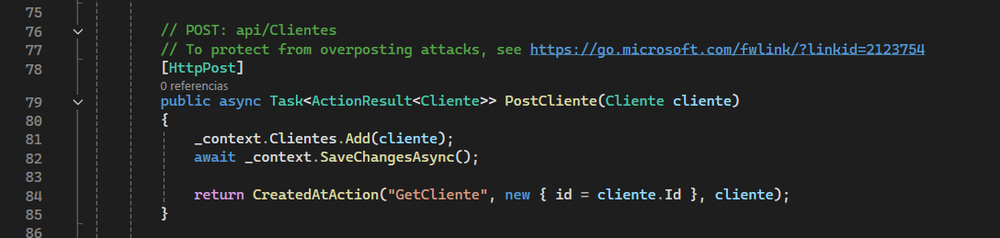 75
76 // POST: api/Clientes
77 // To protect from overposting attacks, see https://go.microsoft.com/fwlink/?linkid=2123754
78 [HttpPost]
0 referencias
79 public async Task<ActionResult<Cliente>> PostCliente(Cliente cliente)
80 {
81 _context.Clientes.Add(cliente);
82 await _context.SaveChangesAsync();
83
84 return CreatedAtAction("GetCliente", new { id = cliente.Id }, cliente);
85 }
86